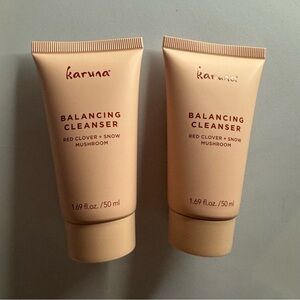 karuna
BALANCING
CLEANSER
RED CLOVER + SNOW
MUSHROOM
1.69 fl.oz. / 50 ml
karuna
BALANCING
CLEANSER
RED CLOVER + SNOW
MUSHROOM
1.69 fl.oz. / 50 ml